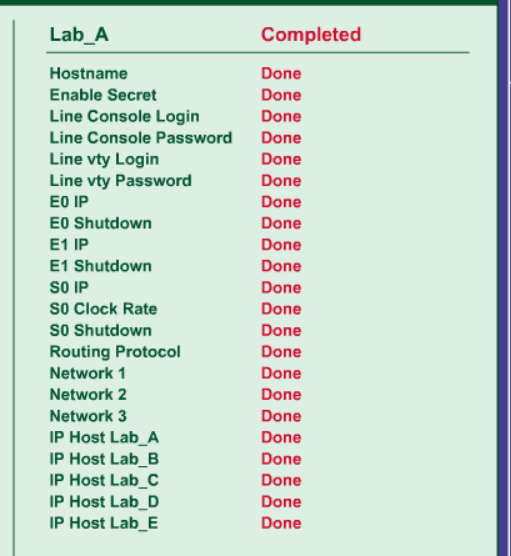 Lab_A Completed
Hostname Done
Enable Secret Done
Line Console Login Done
Line Console Password Done
Line vty Login Done
Line vty Password Done
E0 IP Done
E0 Shutdown Done
E1 IP Done
E1 Shutdown Done
S0 IP Done
S0 Clock Rate Done
S0 Shutdown Done
Routing Protocol Done
Network 1 Done
Network 2 Done
Network 3 Done
IP Host Lab_A Done
IP Host Lab_B Done
IP Host Lab_C Done
IP Host Lab_D Done
IP Host Lab_E Done